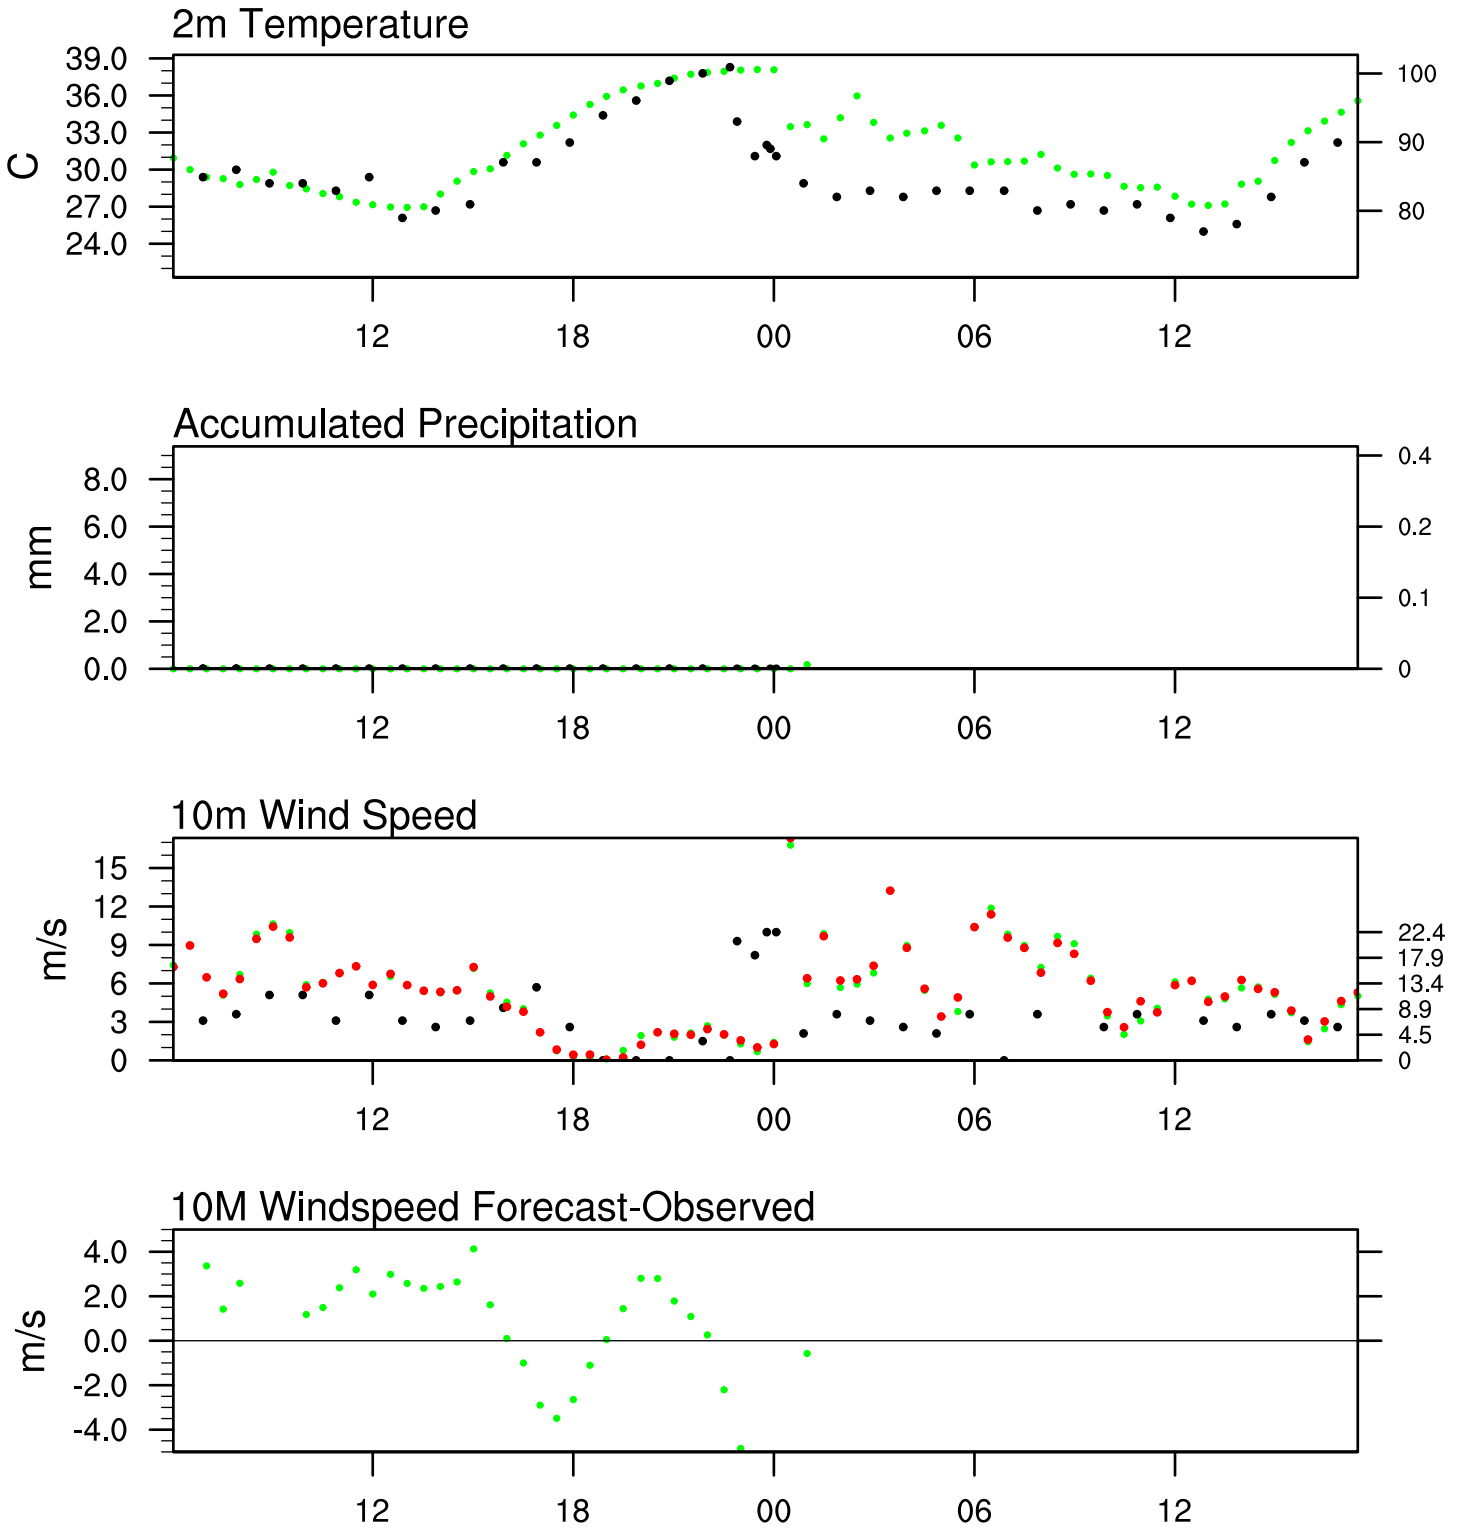 2m Temperature
39.0
36.0
33.0
30.0
27.0
24.0
C
100
90
80
12 18 00 06 12
Accumulated Precipitation
8.0
6.0
4.0
2.0
0.0
mm
0.4
0.2
0.1
0
12 18 00 06 12
10m Wind Speed
15
12
9
6
3
0
m/s
22.4
17.9
13.4
8.9
4.5
0
12 18 00 06 12
10M Windspeed Forecast-Observed
4.0
2.0
0.0
-2.0
-4.0
m/s
12 18 00 06 12